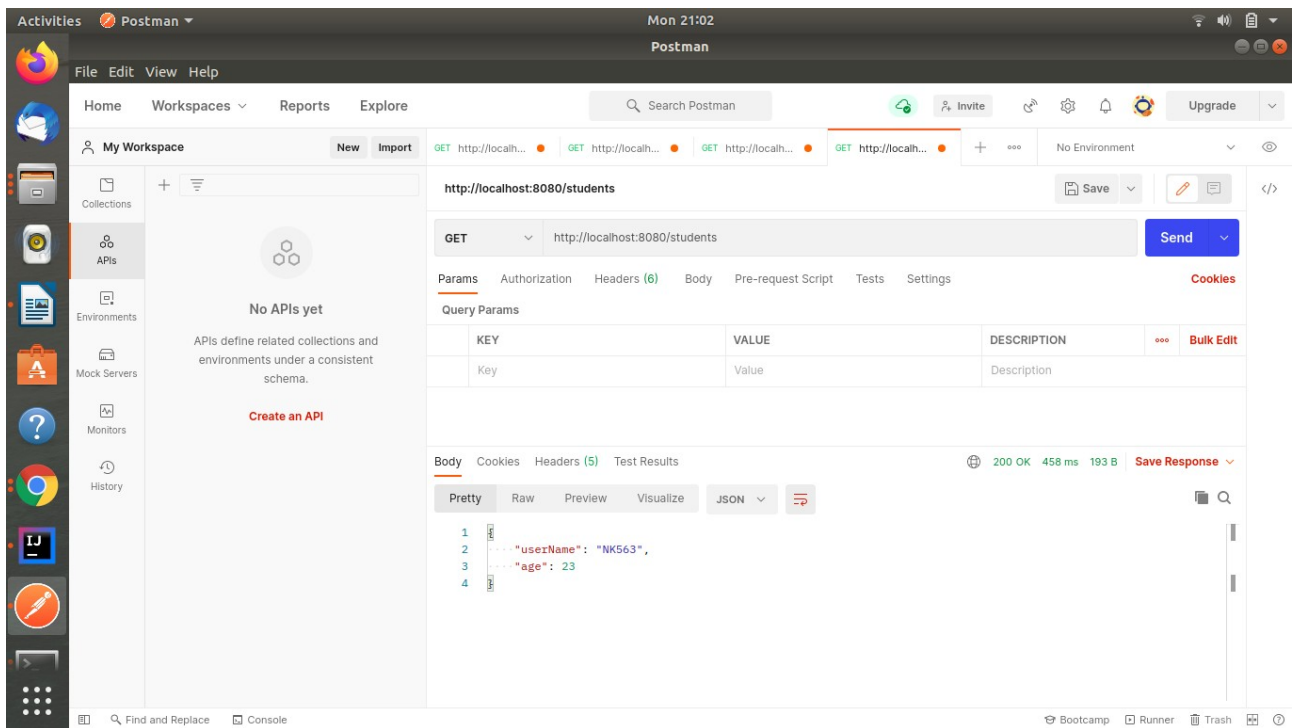 Activities Postman Mon 21:02
Postman
File Edit View Help
Home Workspaces Reports Explore Search Postman Invite Upgrade
My Workspace New Import GET http://localh... GET http://localh... GET http://localh... GET http://localh... No Environment
Collections
APIs
Environments
Mock Servers
Monitors
History
No APIs yet
APIs define related collections and
environments under a consistent
schema.
Create an API
http://localhost:8080/students Save
GET http://localhost:8080/students Send
Params Authorization Headers (6) Body Pre-request Script Tests Settings Cookies
Query Params
KEY VALUE DESCRIPTION Bulk Edit
Key Value Description
Body Cookies Headers (5) Test Results 200 OK 458 ms 193 B Save Response
Pretty Raw Preview Visualize JSON
1 {
2 "userName": "NK563",
3 "age": 23
4 }
Find and Replace Console Bootcamp Runner Trash